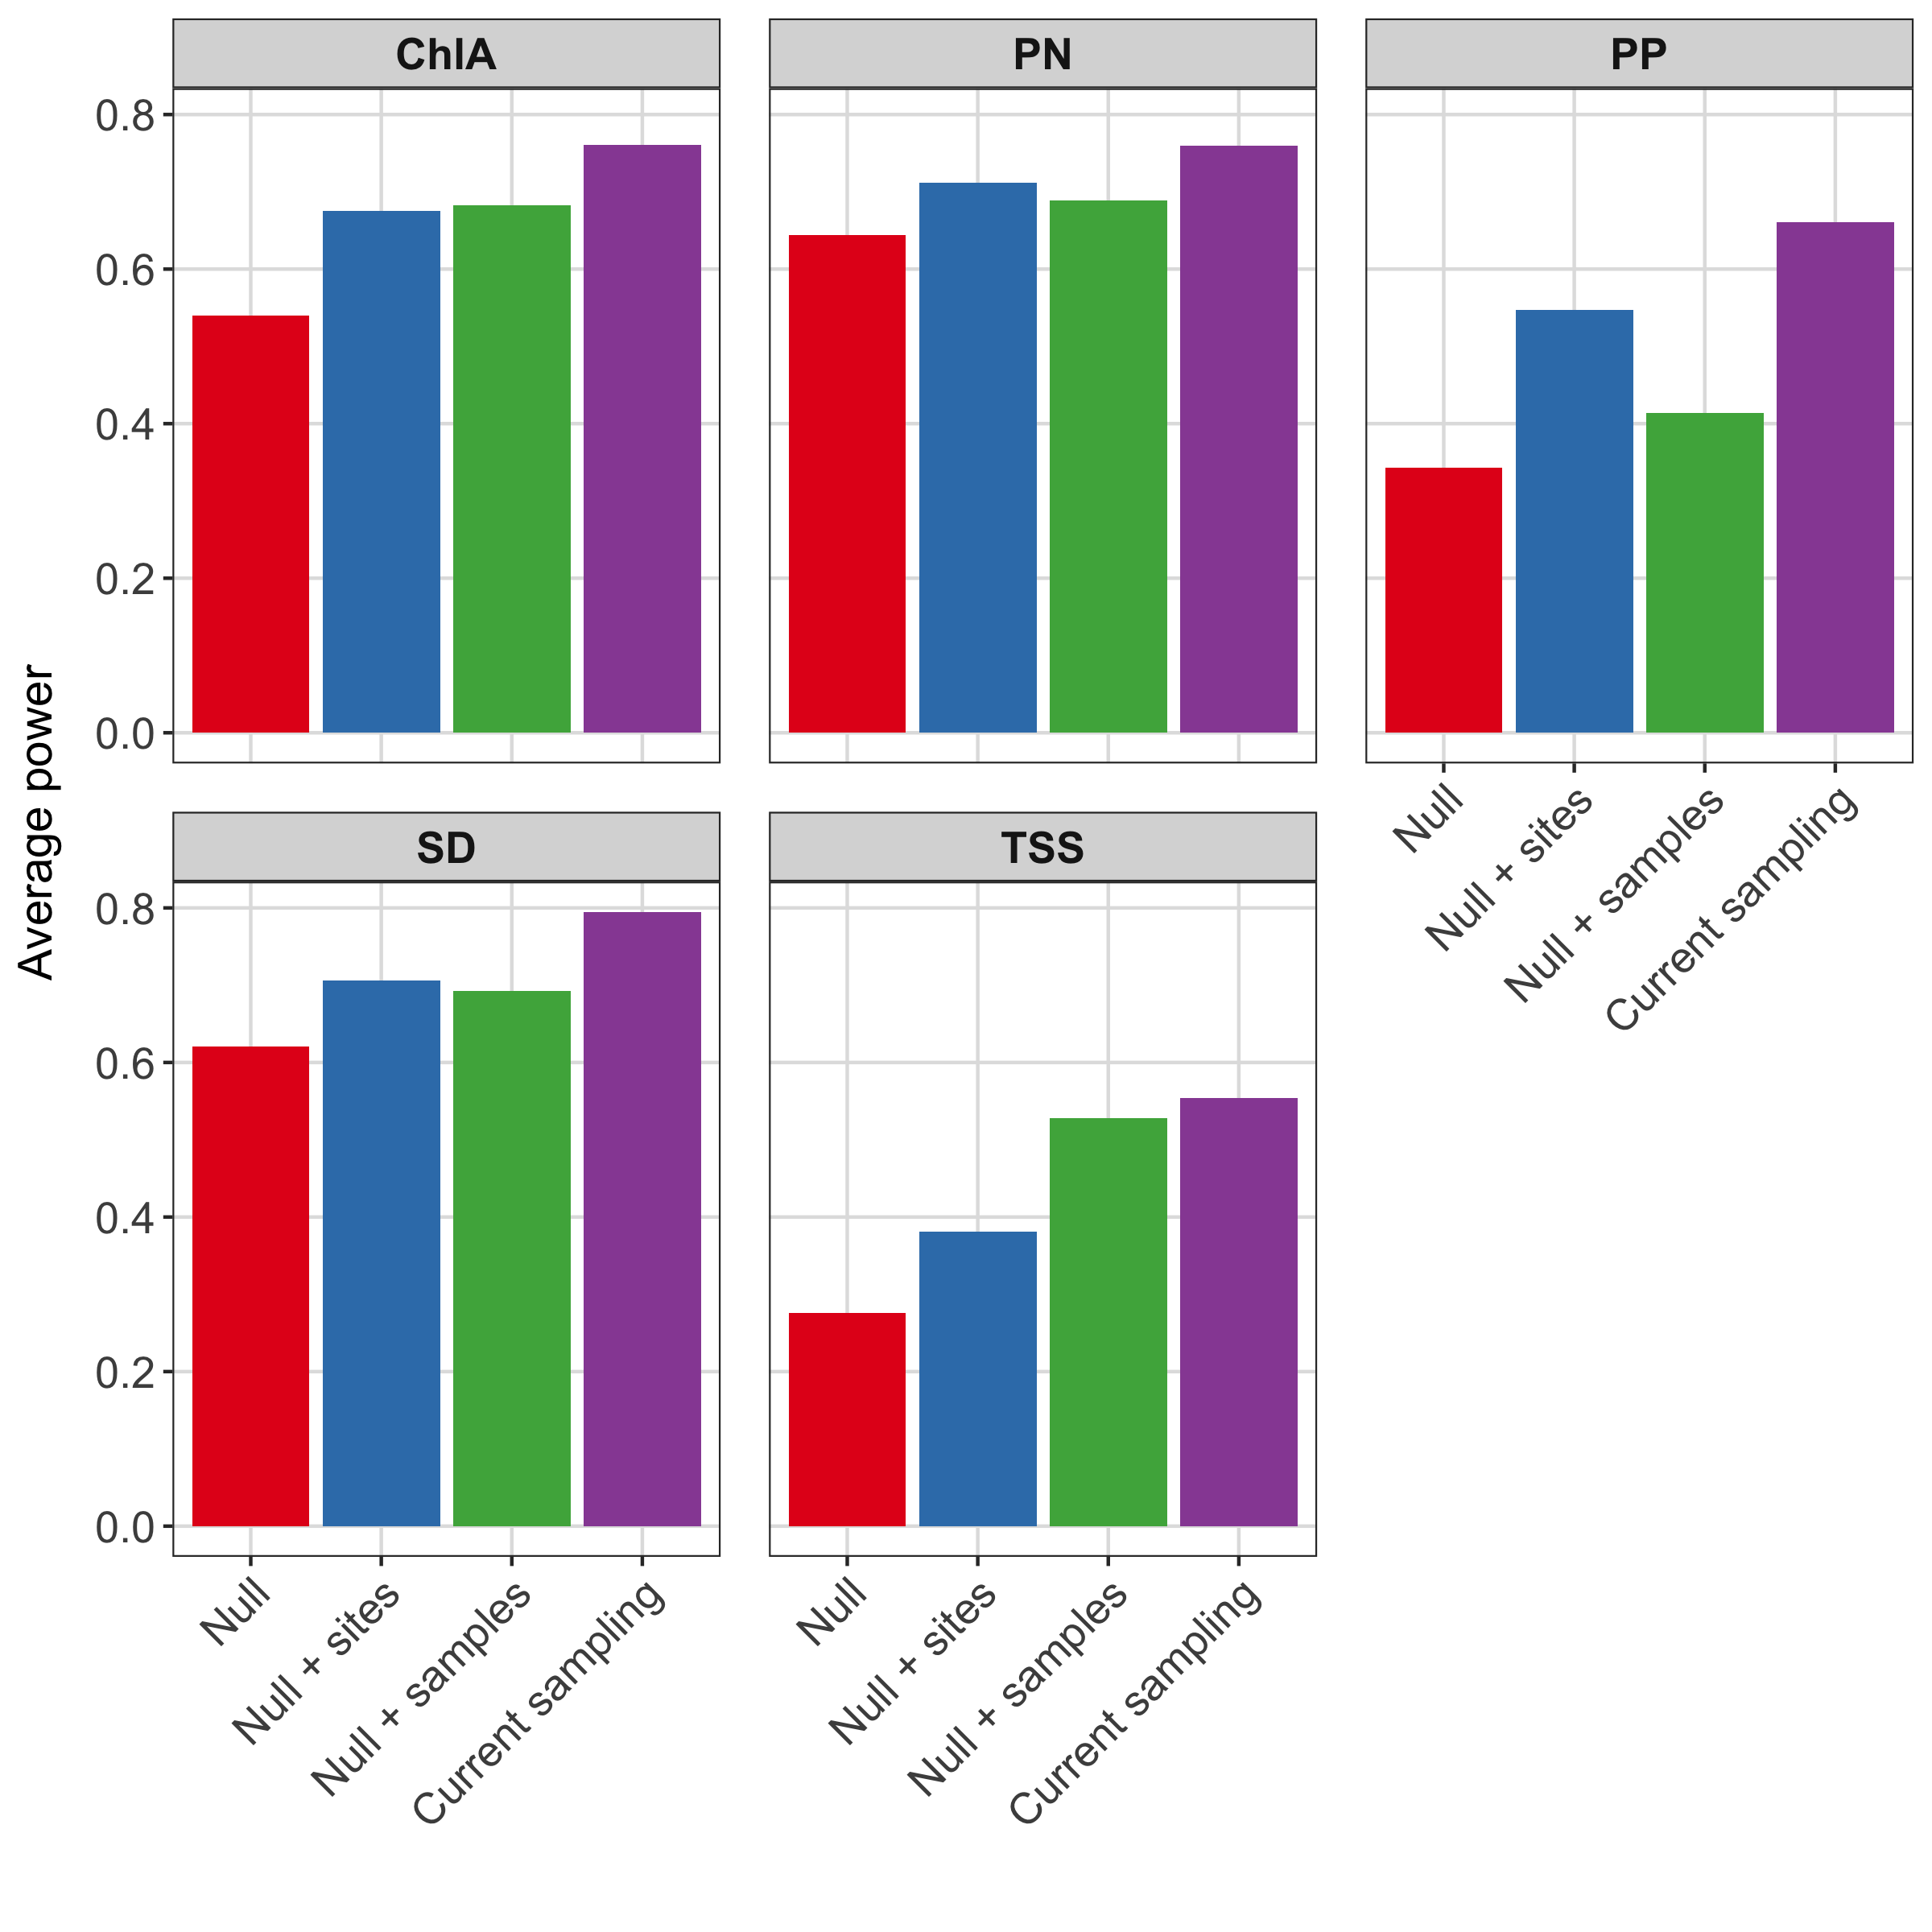 ChlA
PN
PP
0.8
0.6
0.4
0.2
0.0
Average power
Null
Null + sites
Null + samples
Current sampling
SD
TSS
0.8
0.6
0.4
0.2
0.0
Null
Null + sites
Null + samples
Current sampling
Null
Null + sites
Null + samples
Current sampling